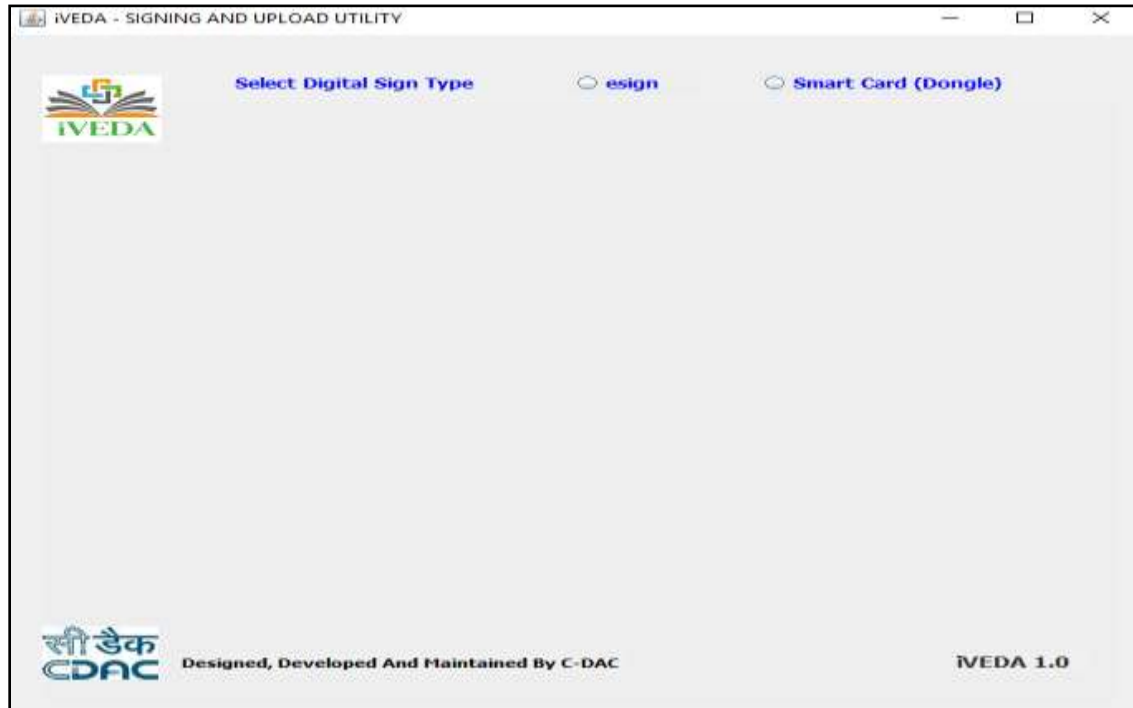 iVEDA - SIGNING AND UPLOAD UTILITY
Select Digital Sign Type esign Smart Card (Dongle)
iVEDA
सी डैक
CDAC
Designed, Developed And Maintained By C-DAC iVEDA 1.0